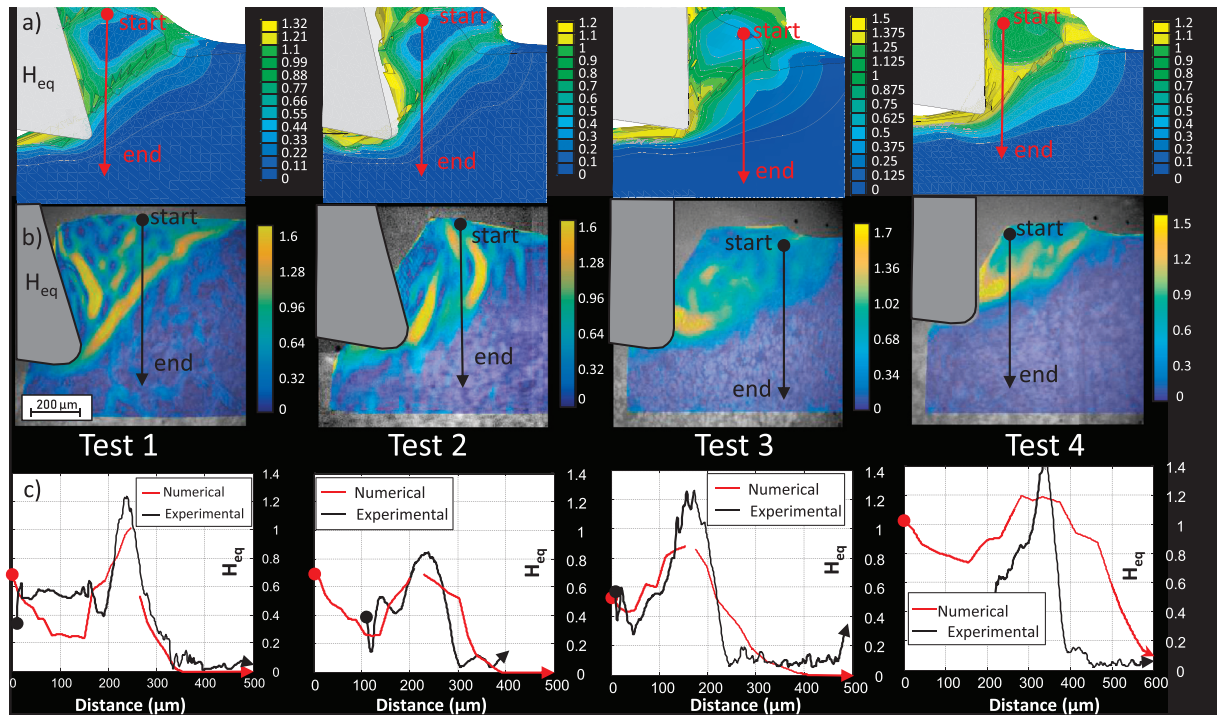 a)
H_eq
start
end
1.32
1.21
1.1
0.99
0.88
0.77
0.66
0.55
0.44
0.33
0.22
0.11
0
start
end
1.2
1.1
1
0.9
0.8
0.7
0.6
0.5
0.4
0.3
0.2
0.1
0
start
end
1.5
1.375
1.25
1.125
1
0.875
0.75
0.625
0.5
0.375
0.25
0.125
0
start
end
1.2
1.1
1
0.9
0.8
0.7
0.6
0.5
0.4
0.3
0.2
0.1
0
b)
H_eq
start
end
200 µm
1.6
1.28
0.96
0.64
0.32
0
start
end
1.6
1.28
0.96
0.64
0.32
0
start
end
1.7
1.36
1.02
0.68
0.34
0
start
end
1.5
1.2
0.9
0.6
0.3
0
Test 1
Test 2
Test 3
Test 4
c)
Numerical
Experimental
1.4
1.2
1
0.8
0.6
0.4
0.2
0
H_eq
0 100 200 300 400 500
Distance (µm)
Numerical
Experimental
1.4
1.2
1
0.8
0.6
0.4
0.2
0
H_eq
0 100 200 300 400 500
Distance (µm)
Numerical
Experimental
1.4
1.2
1
0.8
0.6
0.4
0.2
0
H_eq
0 100 200 300 400 500
Distance (µm)
Numerical
Experimental
1.4
1.2
1
0.8
0.6
0.4
0.2
0
H_eq
0 100 200 300 400 500 600
Distance (µm)